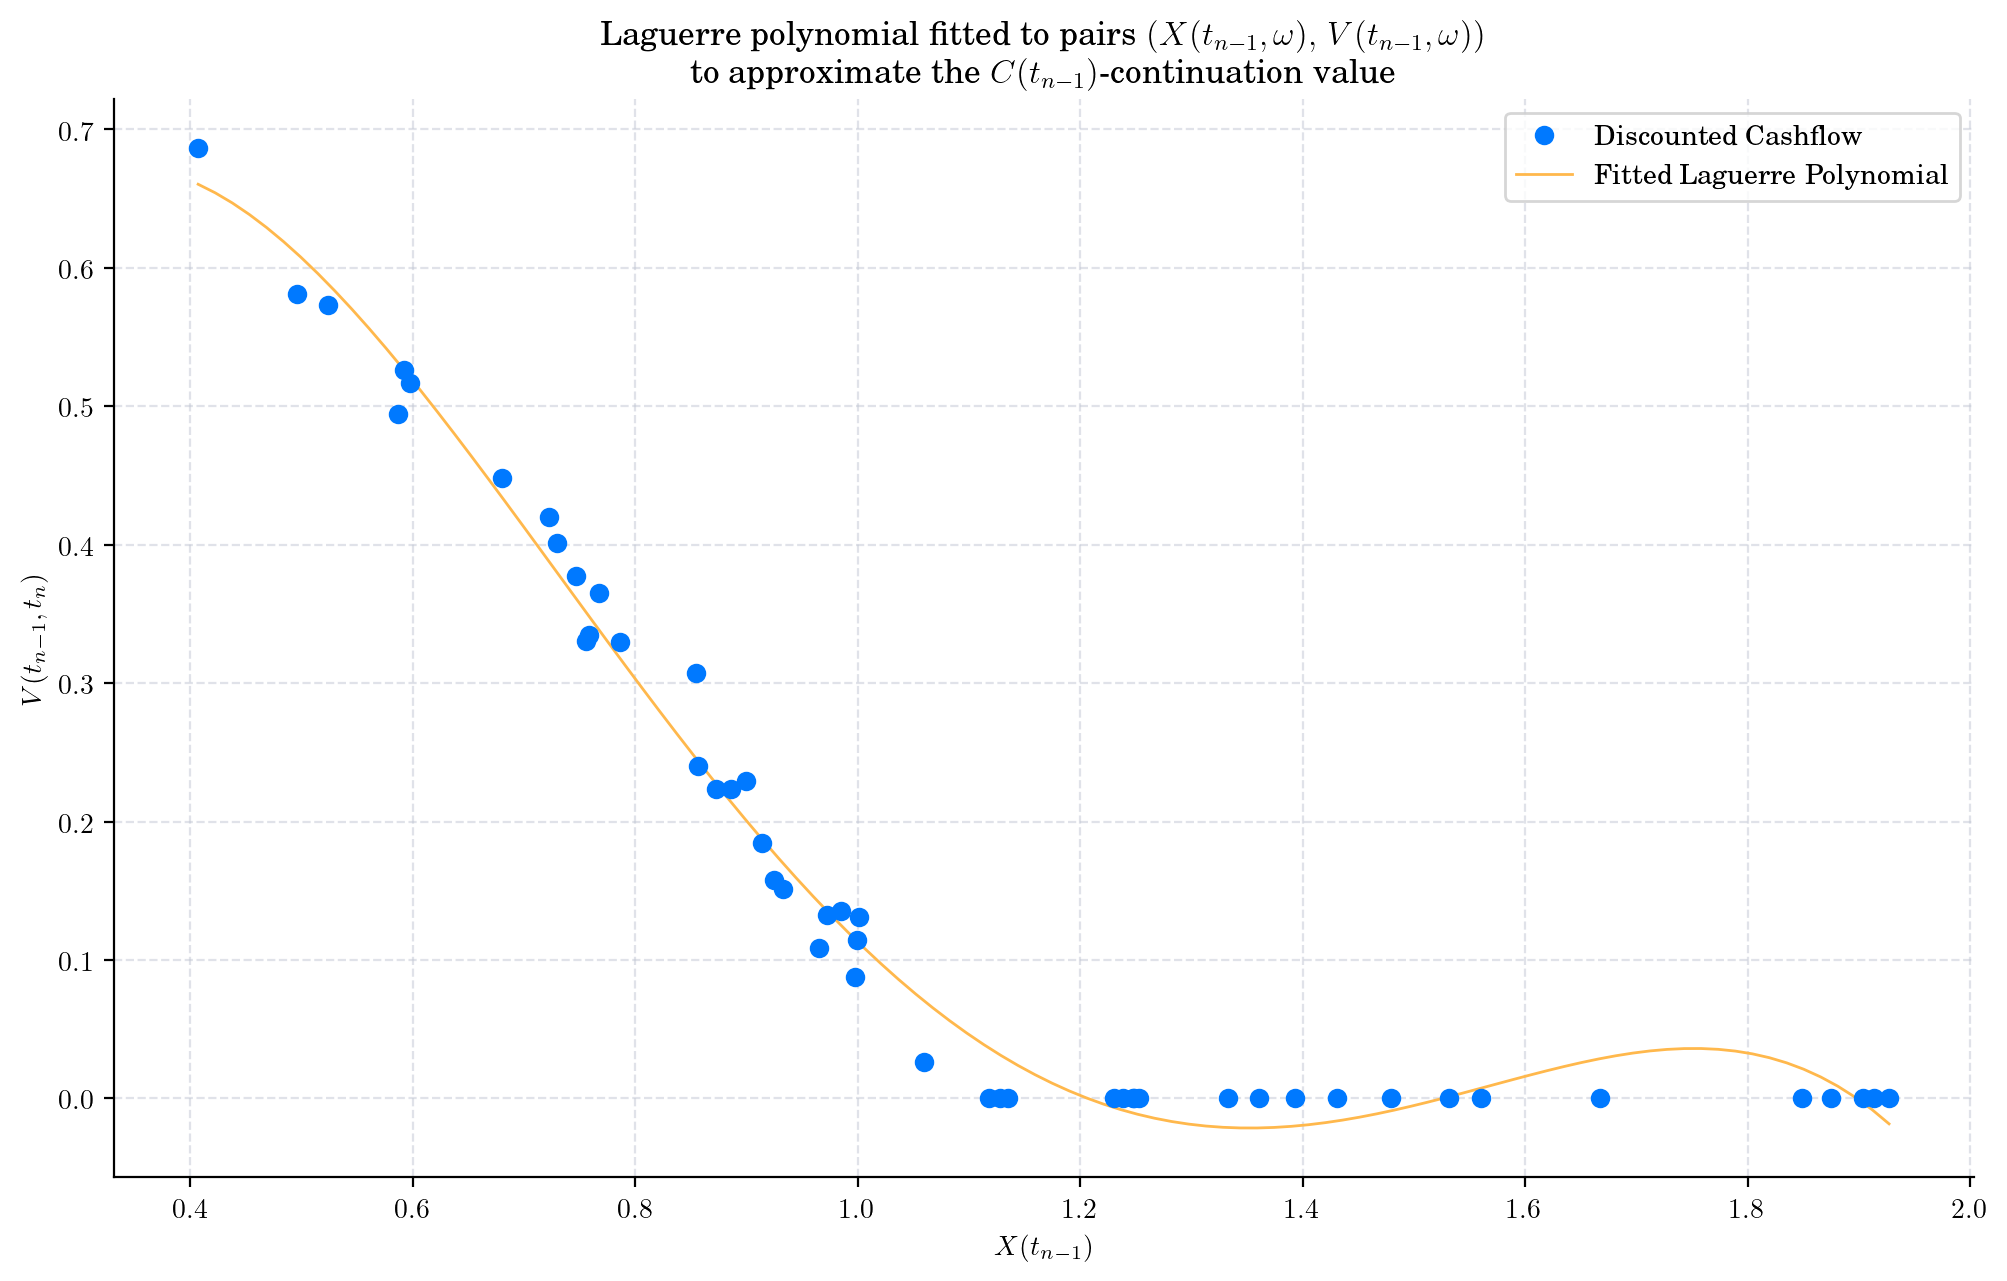 Laguerre polynomial fitted to pairs $(X(t_{n-1}, \omega), V(t_{n-1}, \omega))$
to approximate the $C(t_{n-1})$-continuation value
Discounted Cashflow
Fitted Laguerre Polynomial
0.7
0.6
0.5
0.4
0.3
0.2
0.1
0.0
$V(t_{n-1}, t_n)$
0.4 0.6 0.8 1.0 1.2 1.4 1.6 1.8 2.0
$X(t_{n-1})$